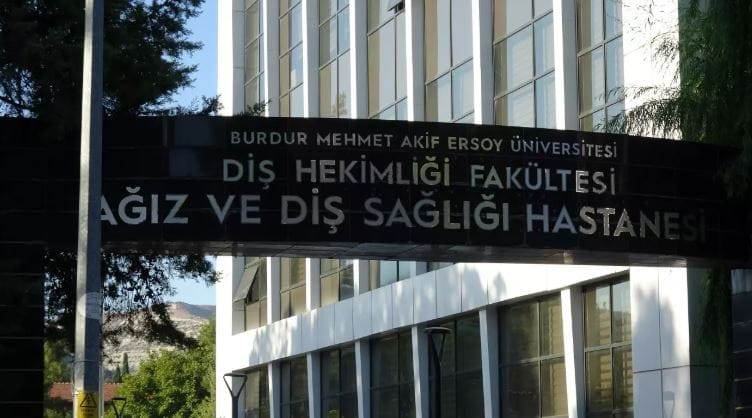 BURDUR MEHMET AKİF ERSOY ÜNİVERSİTESİ
DİŞ HEKİMLİĞİ FAKÜLTESİ
AĞIZ VE DİŞ SAĞLIĞI HASTANESİ